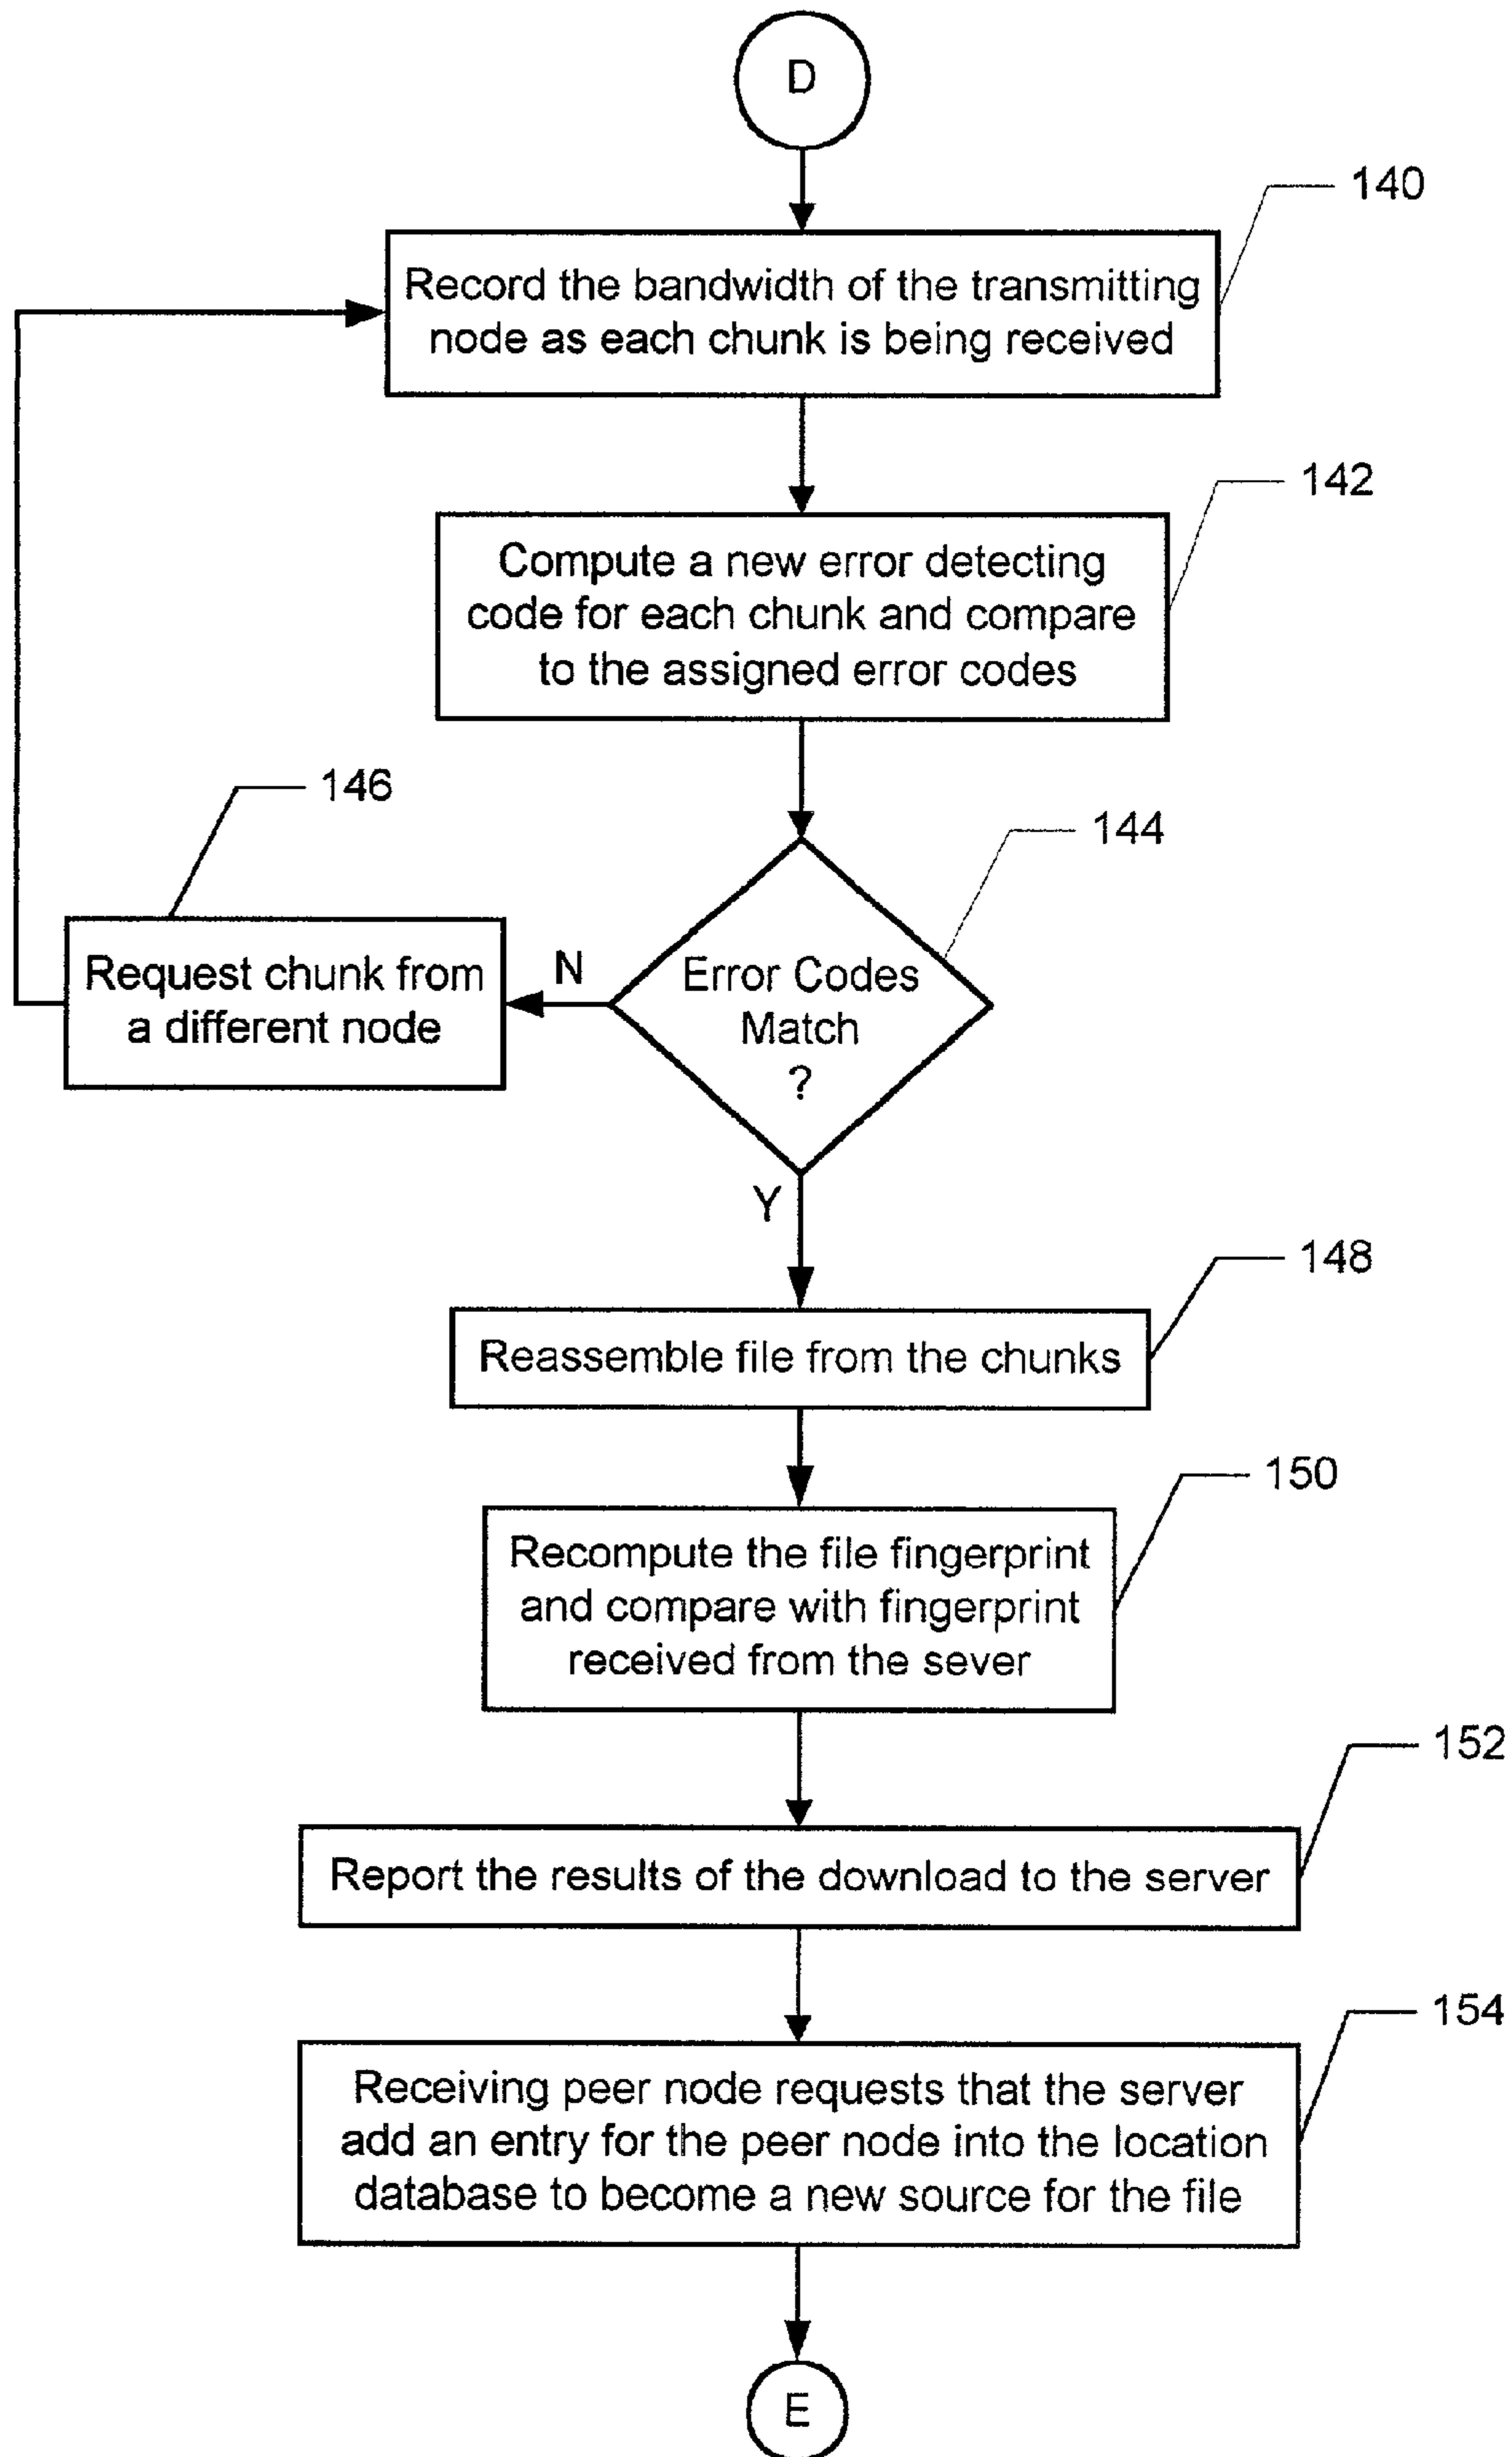 D
140
Record the bandwidth of the transmitting
node as each chunk is being received
142
Compute a new error detecting
code for each chunk and compare
to the assigned error codes
146
144
Request chunk from
a different node
N
Error Codes
Match
?
Y
148
Reassemble file from the chunks
150
Recompute the file fingerprint
and compare with fingerprint
received from the sever
152
Report the results of the download to the server
154
Receiving peer node requests that the server
add an entry for the peer node into the location
database to become a new source for the file
E